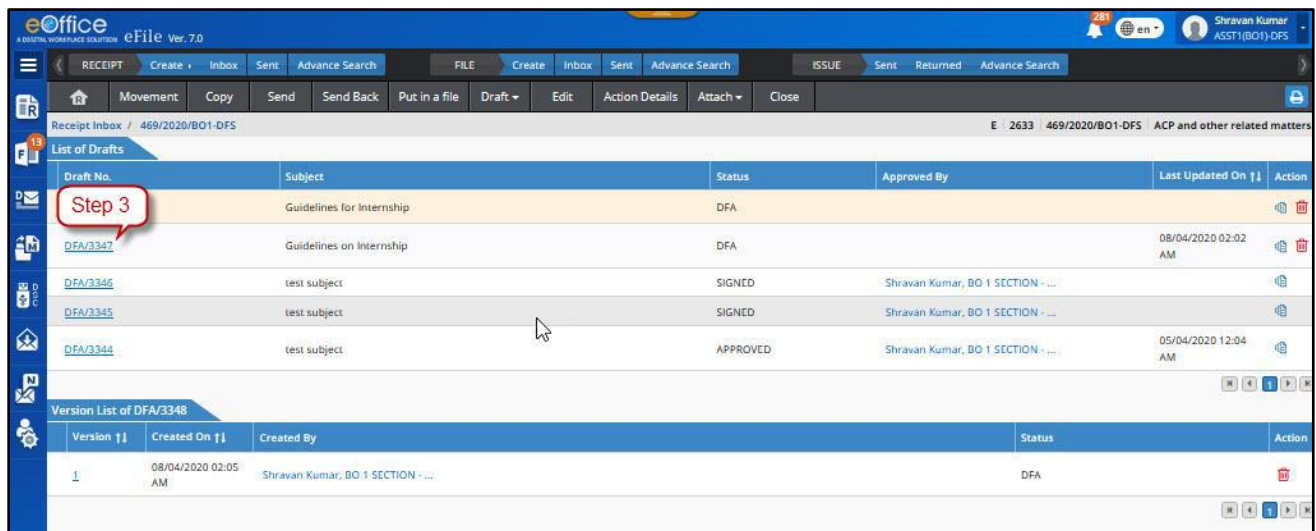 eOffice
A DIGITAL WORKPLACE SOLUTION
eFile Ver. 7.0
281
en
Shravan Kumar
ASST1(BO1)-DFS
RECEIPT Create Inbox Sent Advance Search FILE Create Inbox Sent Advance Search ISSUE Sent Returned Advance Search
Movement Copy Send Send Back Put in a file Draft Edit Action Details Attach Close
Receipt Inbox / 469/2020/BO1-DFS E 2633 469/2020/BO1-DFS ACP and other related matters
13
List of Drafts
Draft No. Subject Status Approved By Last Updated On Action
Step 3
Guidelines for Internship DFA
DFA/3347 Guidelines on Internship DFA 08/04/2020 02:02 AM
DFA/3346 test subject SIGNED Shravan Kumar, BO 1 SECTION - ...
DFA/3345 test subject SIGNED Shravan Kumar, BO 1 SECTION - ...
DFA/3344 test subject APPROVED Shravan Kumar, BO 1 SECTION - ... 05/04/2020 12:04 AM
1
Version List of DFA/3348
Version Created On Created By Status Action
1 08/04/2020 02:05 AM Shravan Kumar, BO 1 SECTION - ... DFA
1